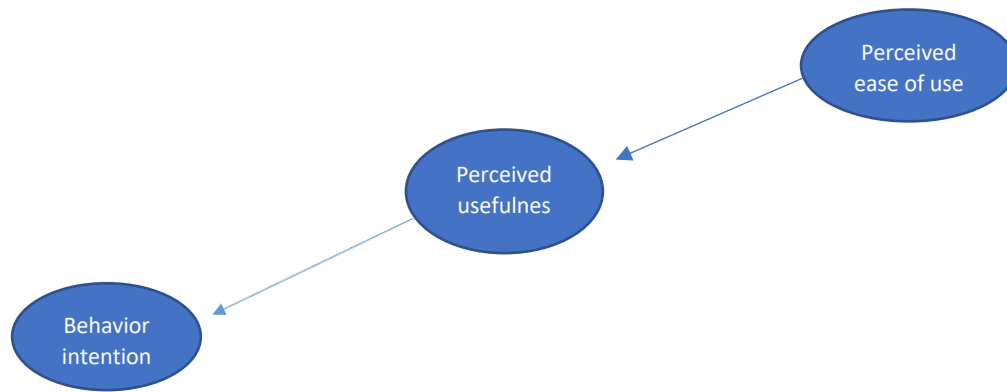 Perceived
ease of use
Perceived
usefulnes
Behavior
intention